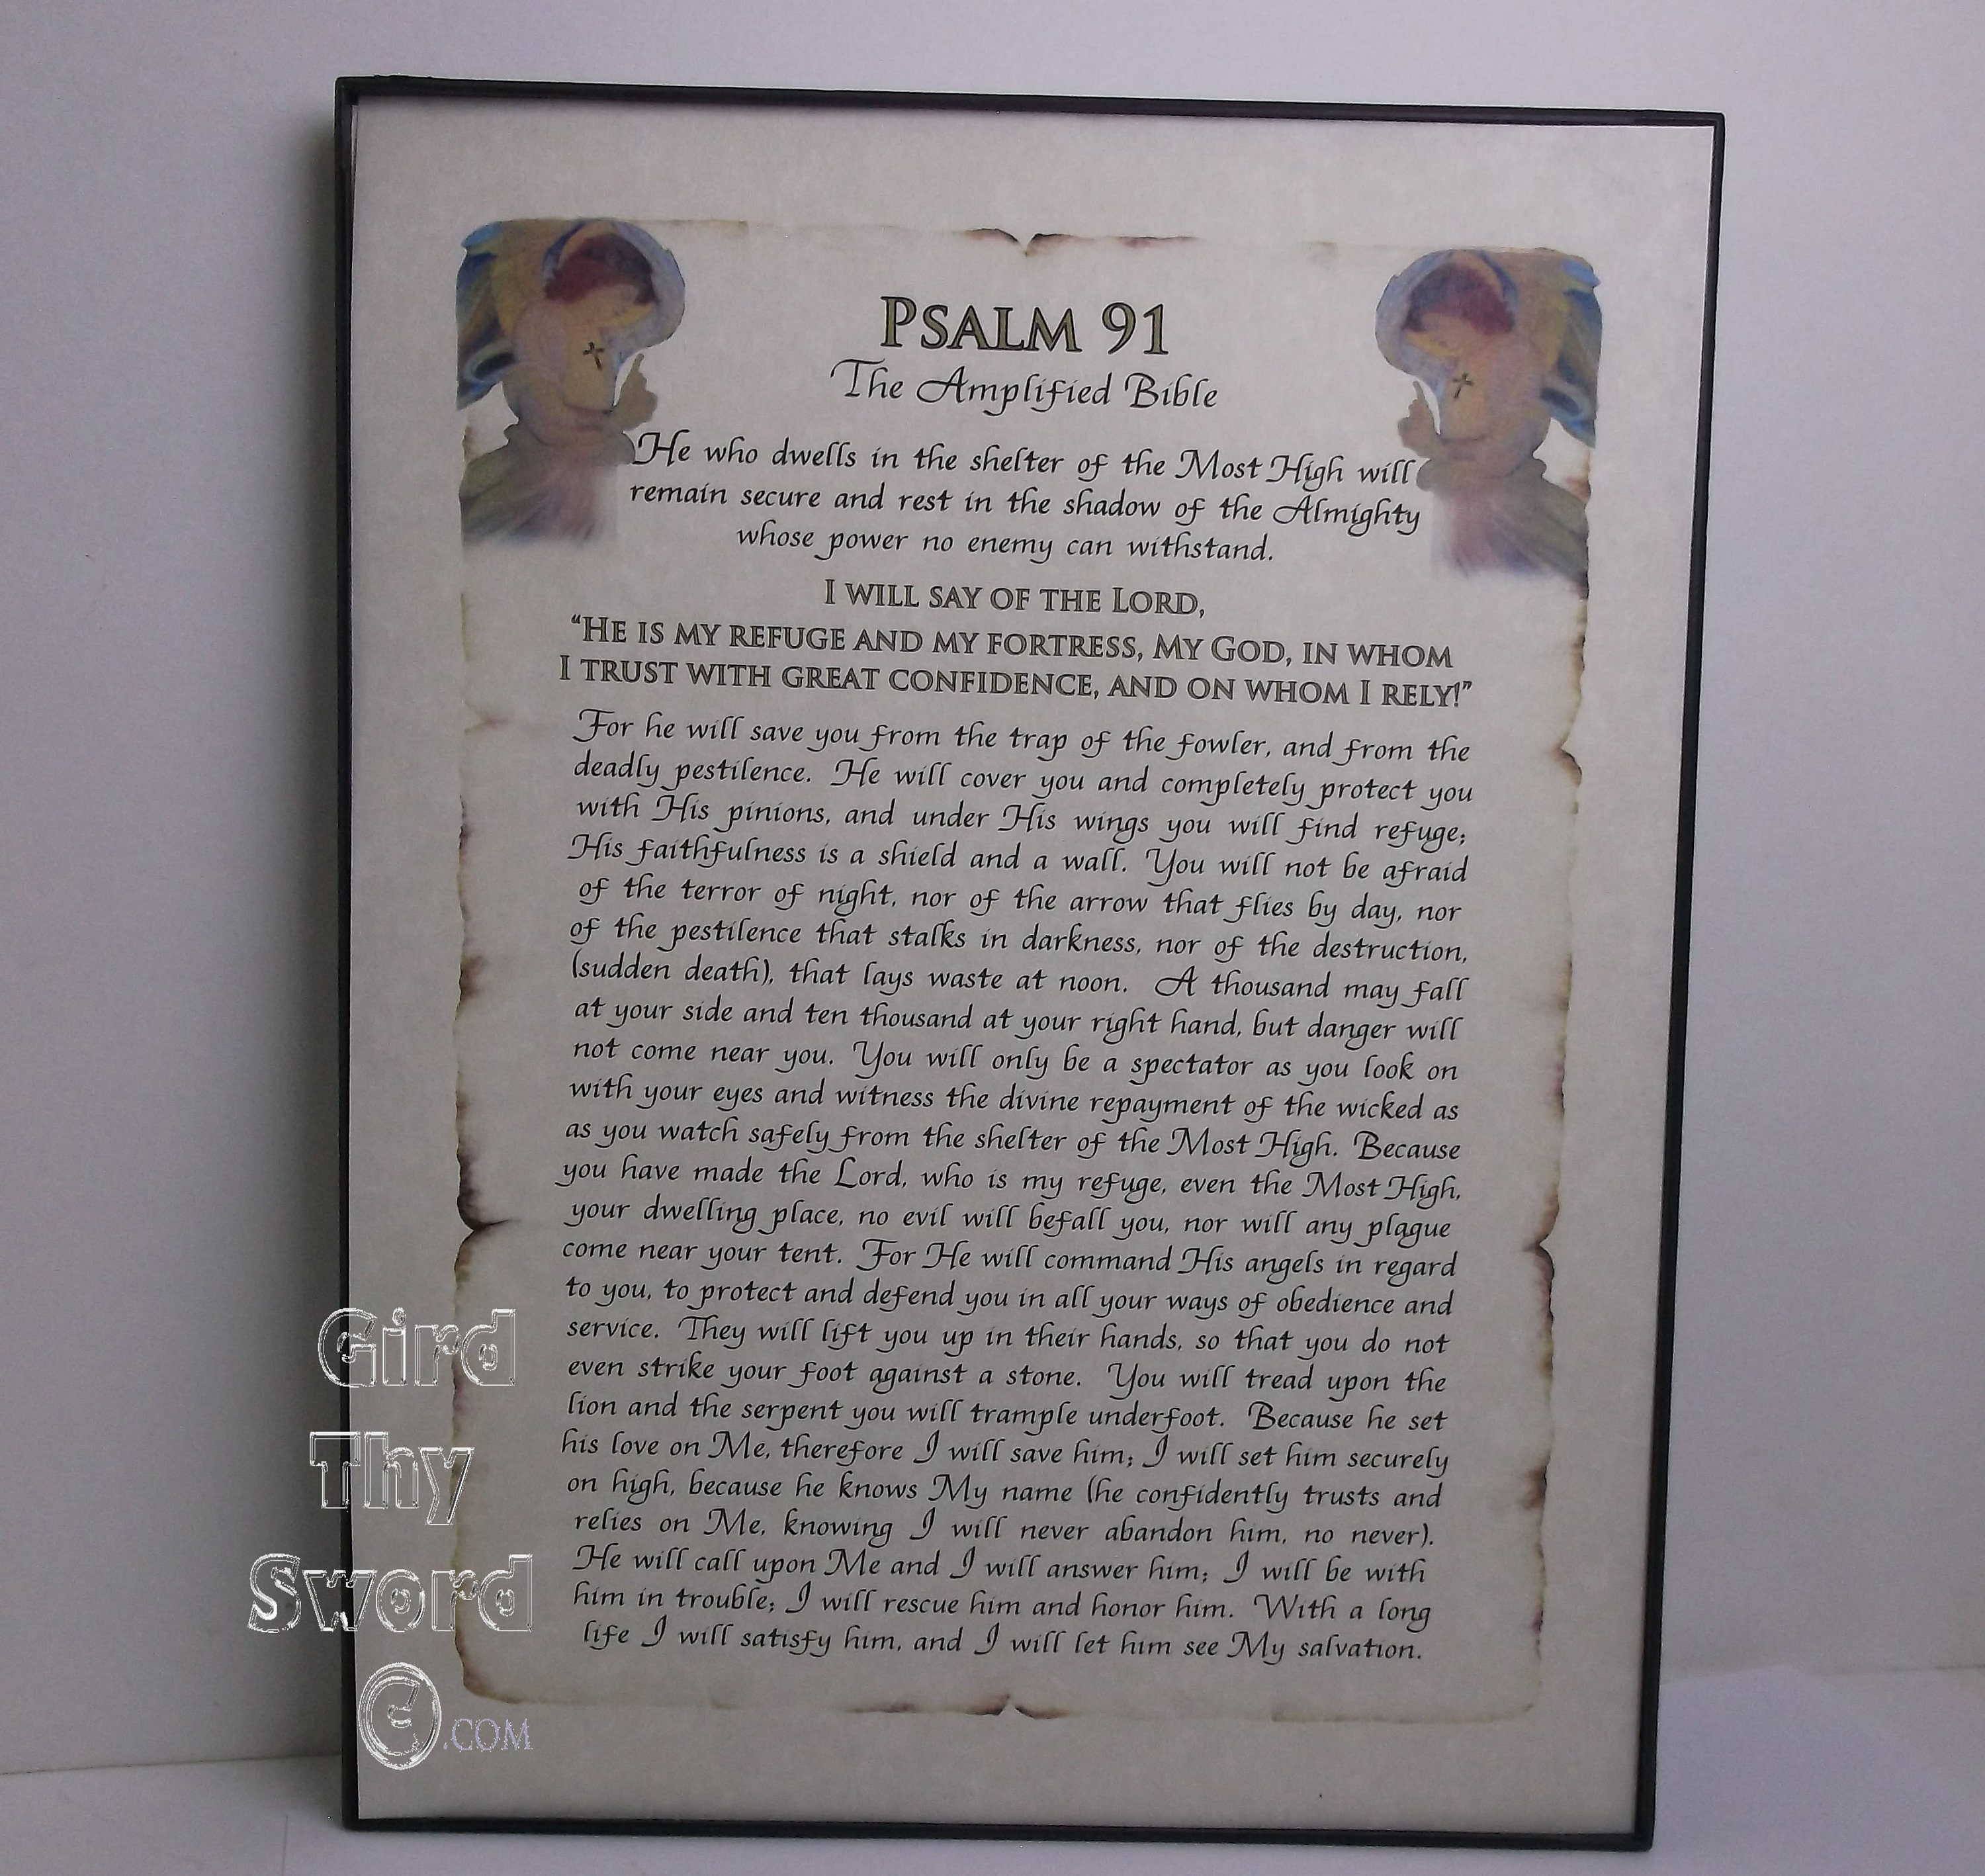 PSALM 91
The Amplified Bible
He who dwells in the shelter of the Most High will
remain secure and rest in the shadow of the Almighty
whose power no enemy can withstand.
I WILL SAY OF THE LORD,
“HE IS MY REFUGE AND MY FORTRESS, MY GOD, IN WHOM
I TRUST WITH GREAT CONFIDENCE, AND ON WHOM I RELY!”
For he will save you from the trap of the fowler, and from the
deadly pestilence. He will cover you and completely protect you
with His pinions, and under His wings you will find refuge;
His faithfulness is a shield and a wall. You will not be afraid
of the terror of night, nor of the arrow that flies by day, nor
of the pestilence that stalks in darkness, nor of the destruction,
(sudden death), that lays waste at noon. A thousand may fall
at your side and ten thousand at your right hand, but danger will
not come near you. You will only be a spectator as you look on
with your eyes and witness the divine repayment of the wicked as
as you watch safely from the shelter of the Most High. Because
you have made the Lord, who is my refuge, even the Most High,
your dwelling place, no evil will befall you, nor will any plague
come near your tent. For He will command His angels in regard
to you, to protect and defend you in all your ways of obedience and
service. They will lift you up in their hands, so that you do not
even strike your foot against a stone. You will tread upon the
lion and the serpent you will trample underfoot. Because he set
his love on Me, therefore I will save him; I will set him securely
on high, because he knows My name (he confidently trusts and
relies on Me, knowing I will never abandon him, no never).
He will call upon Me and I will answer him; I will be with
him in trouble; I will rescue him and honor him. With a long
life I will satisfy him, and I will let him see My salvation.
Gird
Thy
Sword
©.COM